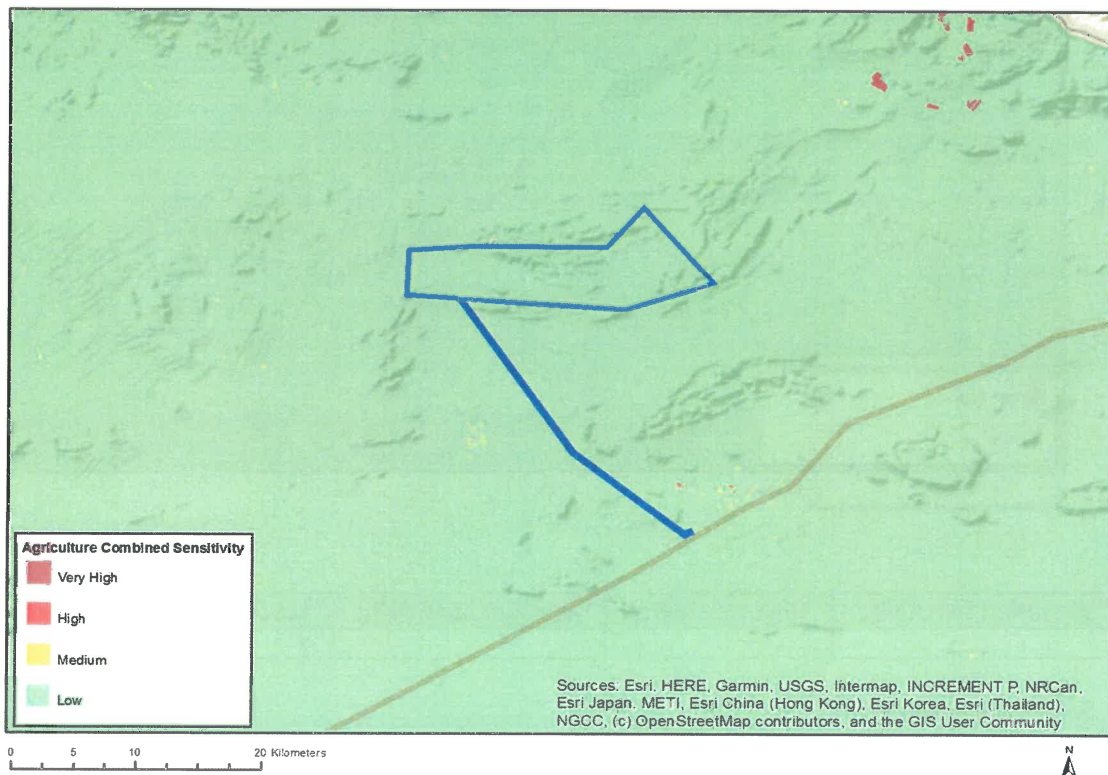 Agriculture Combined Sensitivity
Very High
High
Medium
Low
Sources: Esri, HERE, Garmin, USGS, Intermap, INCREMENT P, NRCan,
Esri Japan, METI, Esri China (Hong Kong), Esri Korea, Esri (Thailand),
NGCC, (c) OpenStreetMap contributors, and the GIS User Community
0 5 10 20 Kilometers
N